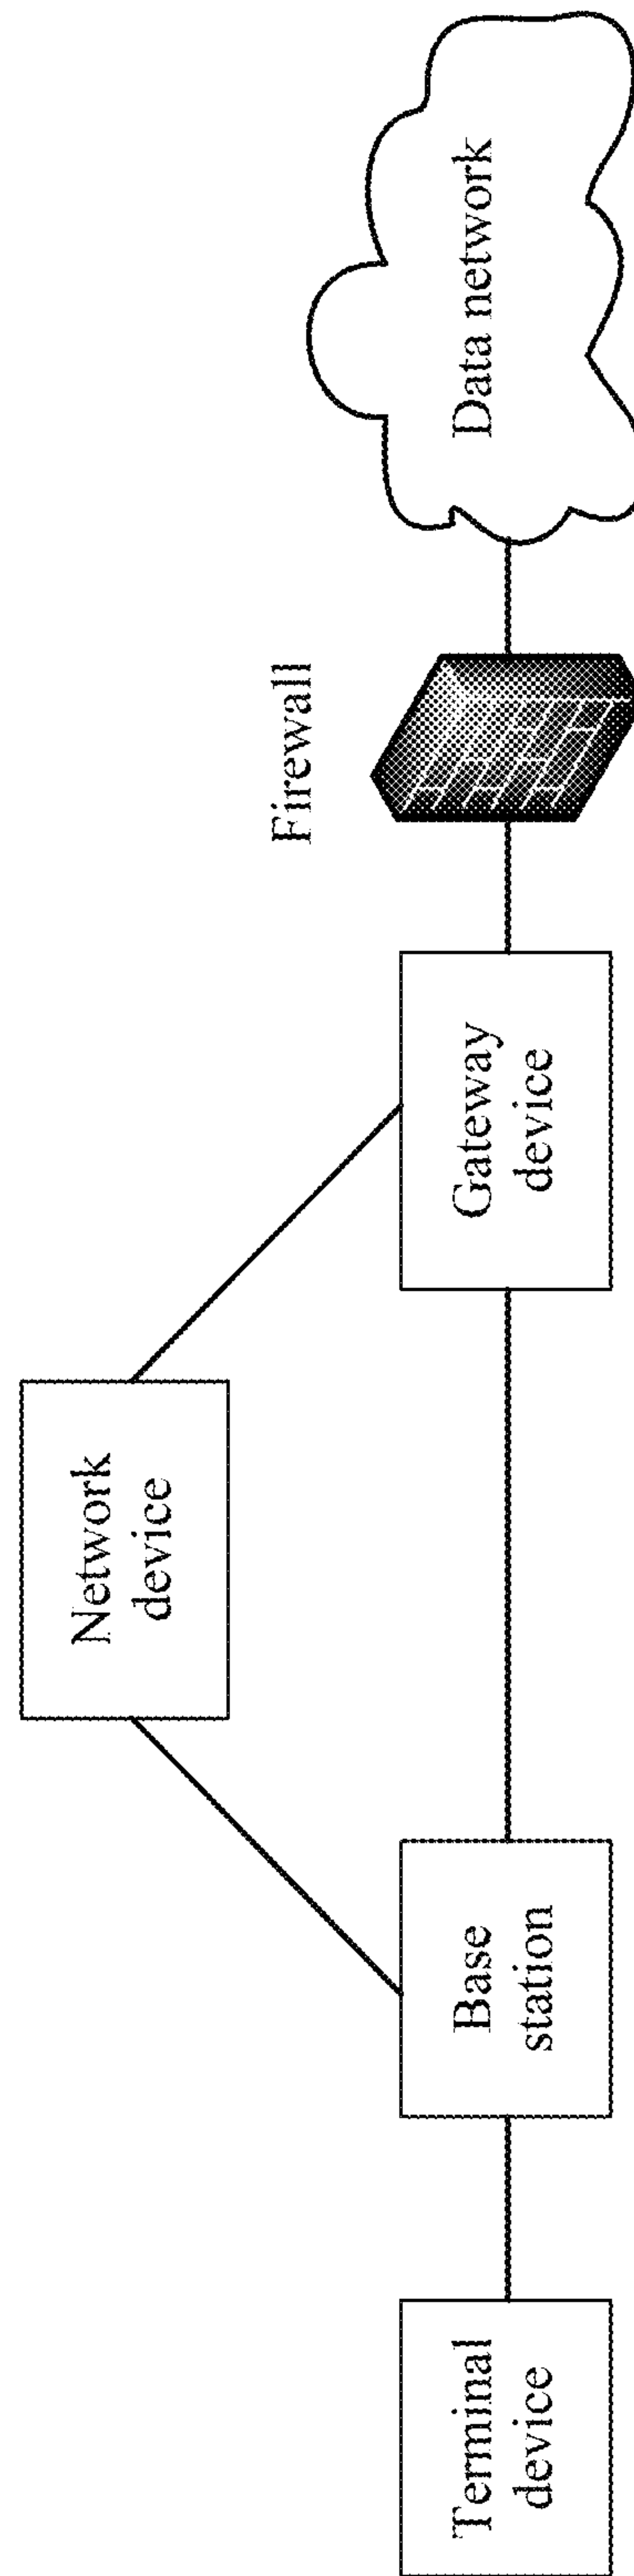 Network
device
Firewall
Terminal
device
Base
station
Gateway
device
Data network